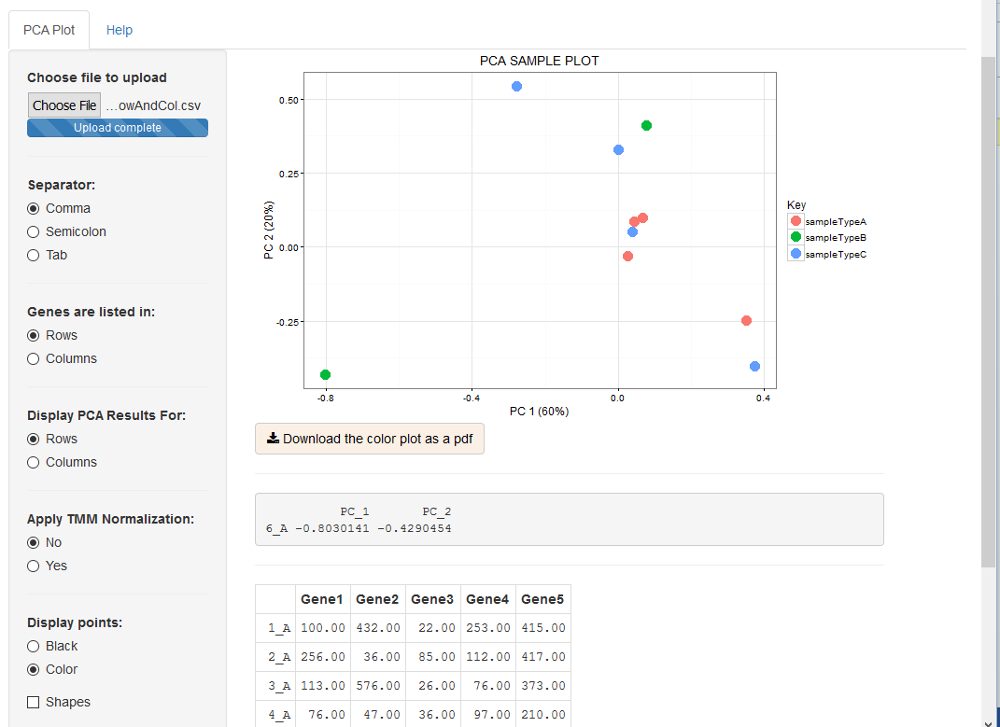 PCA Plot
Help
Choose file to upload
Choose File ...owAndCol.csv
Upload complete
Separator:
Comma
Semicolon
Tab
Genes are listed in:
Rows
Columns
Display PCA Results For:
Rows
Columns
Apply TMM Normalization:
No
Yes
Display points:
Black
Color
Shapes
PCA SAMPLE PLOT
0.50
0.25
0.00
-0.25
PC 2 (20%)
-0.8 -0.4 0.0 0.4
PC 1 (60%)
Key
sampleTypeA
sampleTypeB
sampleTypeC
Download the color plot as a pdf
PC_1 PC_2
6_A -0.8030141 -0.4290454
Gene1 Gene2 Gene3 Gene4 Gene5
1_A 100.00 432.00 22.00 253.00 415.00
2_A 256.00 36.00 85.00 112.00 417.00
3_A 113.00 576.00 26.00 76.00 373.00
4_A 76.00 47.00 36.00 97.00 210.00